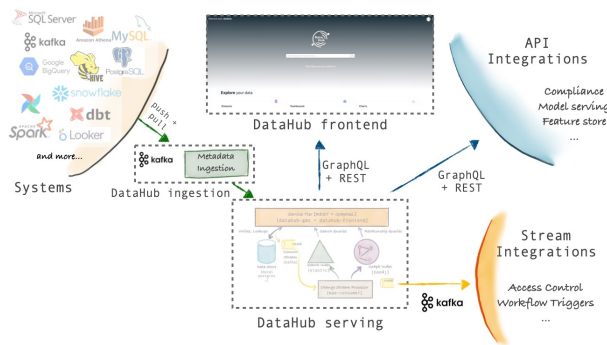 Microsoft
SQL Server
Amazon Athena
MySQL
kafka
Google
BigQuery
HIVE
PostgreSQL
snowflake
dbt
APACHE
Spark
Looker
and more...
Systems
push +
pull
kafka
Metadata
Ingestion
DataHub ingestion
Explore your data
DataHub frontend
GraphQL
+ REST
GraphQL
+ REST
API
Integrations
Compliance
Model serving
Feature store
...
DataHub serving
kafka
Stream
Integrations
Access Control
Workflow Triggers
...